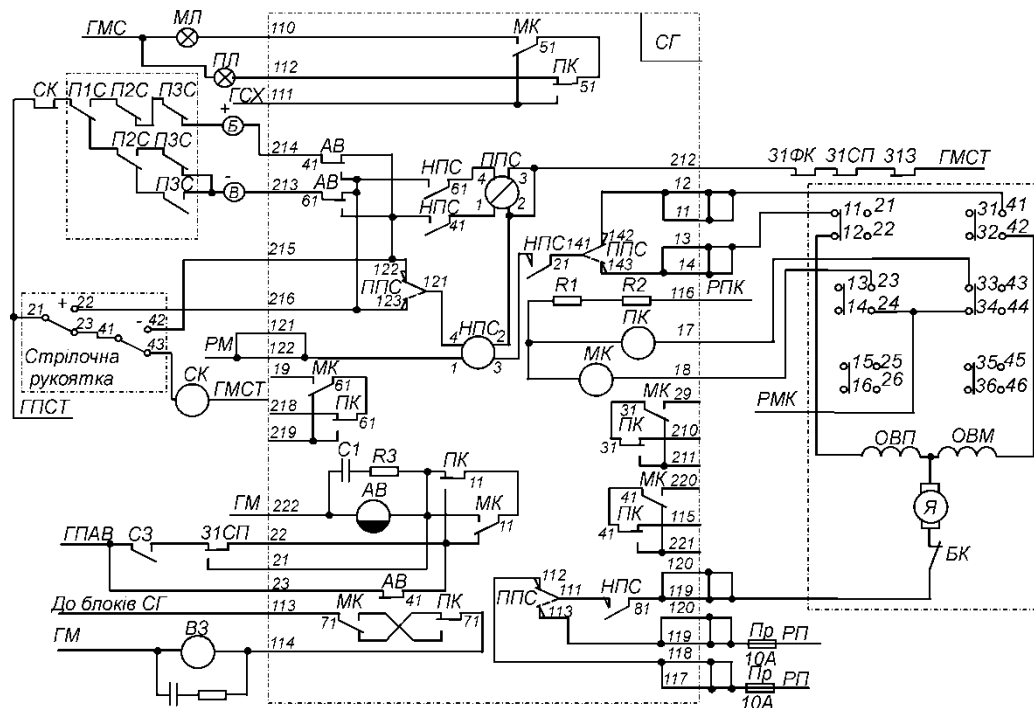 ГМС МЛ 110 МК 51 СГ
ПЛ 112 ПК 51
ГСХ 111
СК П1С П2С П3С + Б 214 АВ 41
П2С П3С - В 213 АВ 61
П3С
НПС 61 ППС 4 3 1 2
НПС 41
212 31ФК 31СП 31З ГМСТ
12
11
13
14
НПС 21 141 142 ППС 143
РПК
215
122 ППС 121 123
216
R1 R2 116
ПК 17
МК 18
21 + 22 23 41 - 42 43
Стрілочна
рукоятка
ГПСТ
СК ГМСТ
121
РМ 122
4 НПС 2 1 3
19 МК 61
218 ПК 61
219
МК 29 31
ПК 210 31
211
МК 220 41
ПК 115 41
221
11 21 12 22
31 41 32 42
13 23 14 24
33 43 34 44
15 25 16 26
35 45 36 46
РМК
ОВП ОВМ
Я
БК
C1 R3 ПК 11
ГМ 222 АВ МК 11
ГПАВ СЗ 31СП 22
21
23 АВ 41
До блоків СГ 113 МК 71 ПК 71
ГМ ВЗ 114
112 111 НПС 81 ППС 113
120
119
120
119 Пр 10А РП
118
117 Пр 10А РП